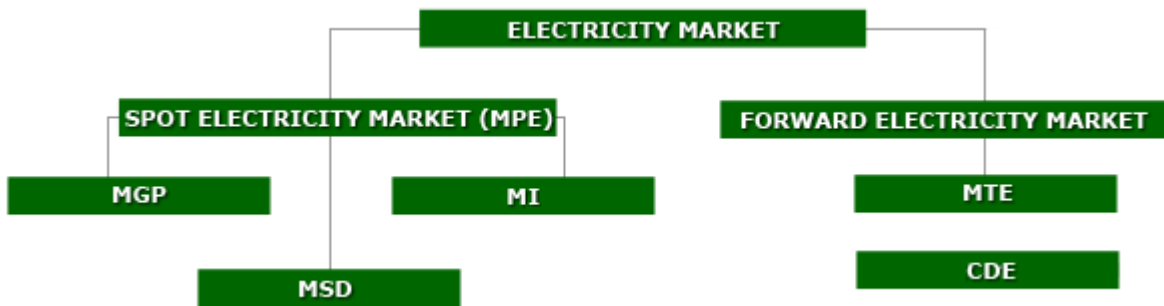 ELECTRICITY MARKET
SPOT ELECTRICITY MARKET (MPE)
FORWARD ELECTRICITY MARKET
MGP
MI
MTE
MSD
CDE